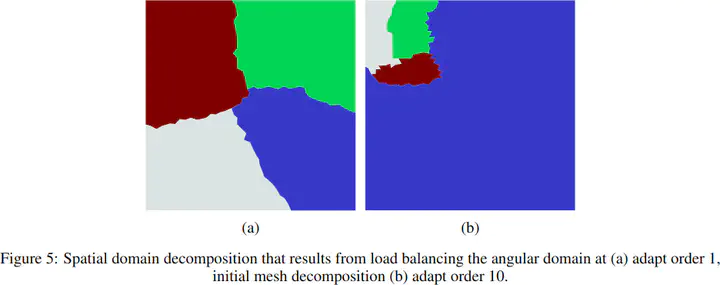 (a) (b)
Figure 5: Spatial domain decomposition that results from load balancing the angular domain at (a) adapt order 1,
initial mesh decomposition (b) adapt order 10.